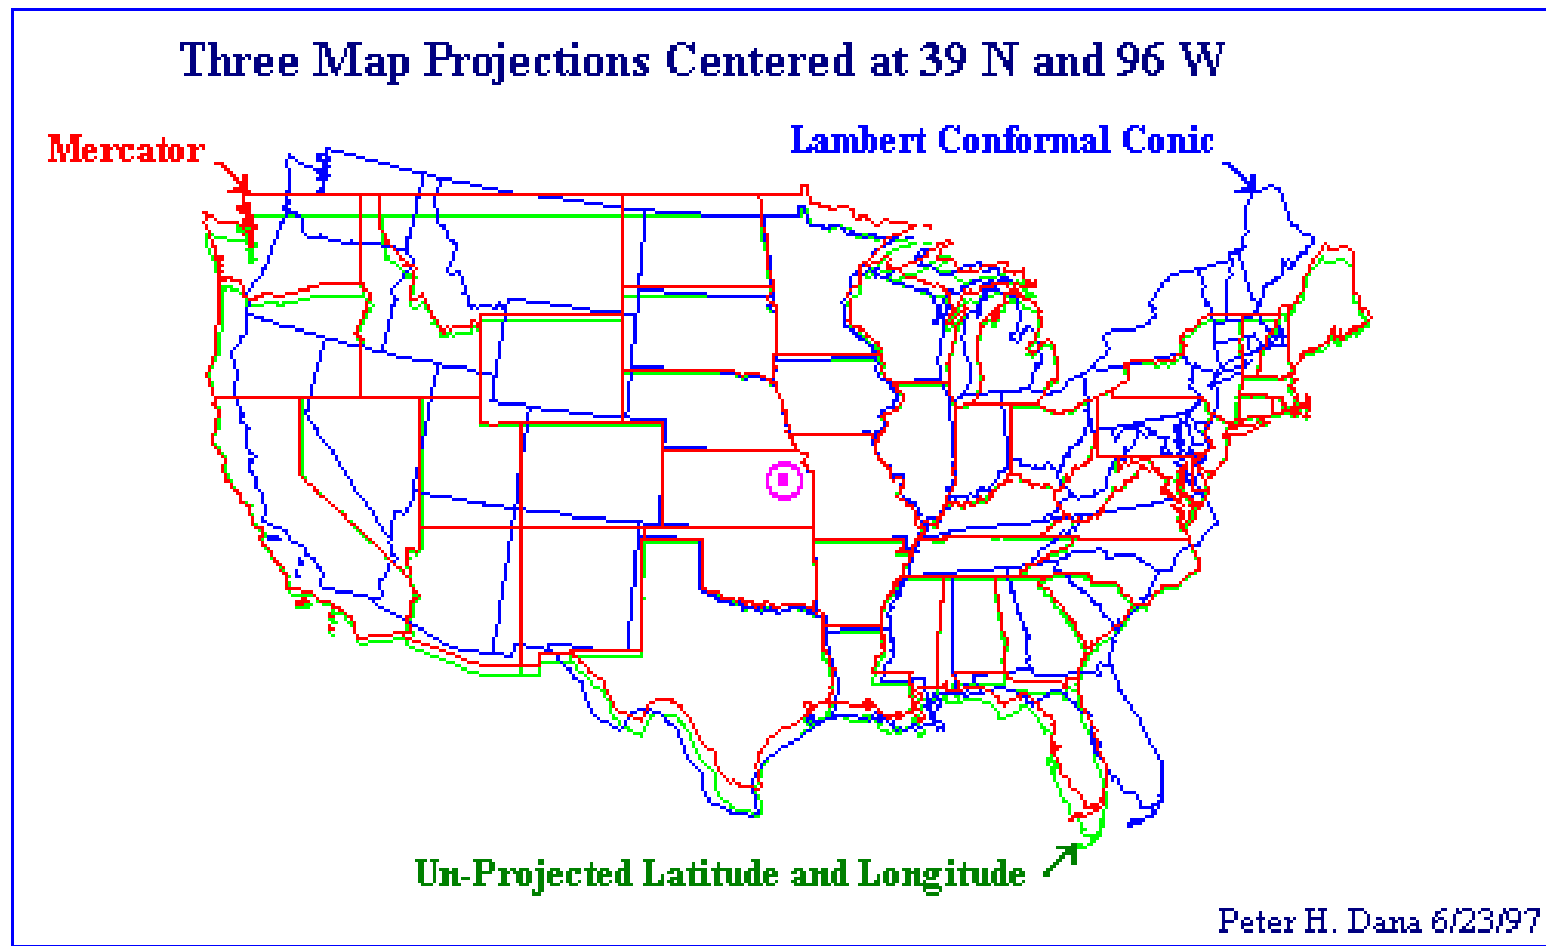 Three Map Projections Centered at 39 N and 96 W
Lambert Conformal Conic
Mercator
Un-Projected Latitude and Longitude
Peter H. Dana 6/23/97